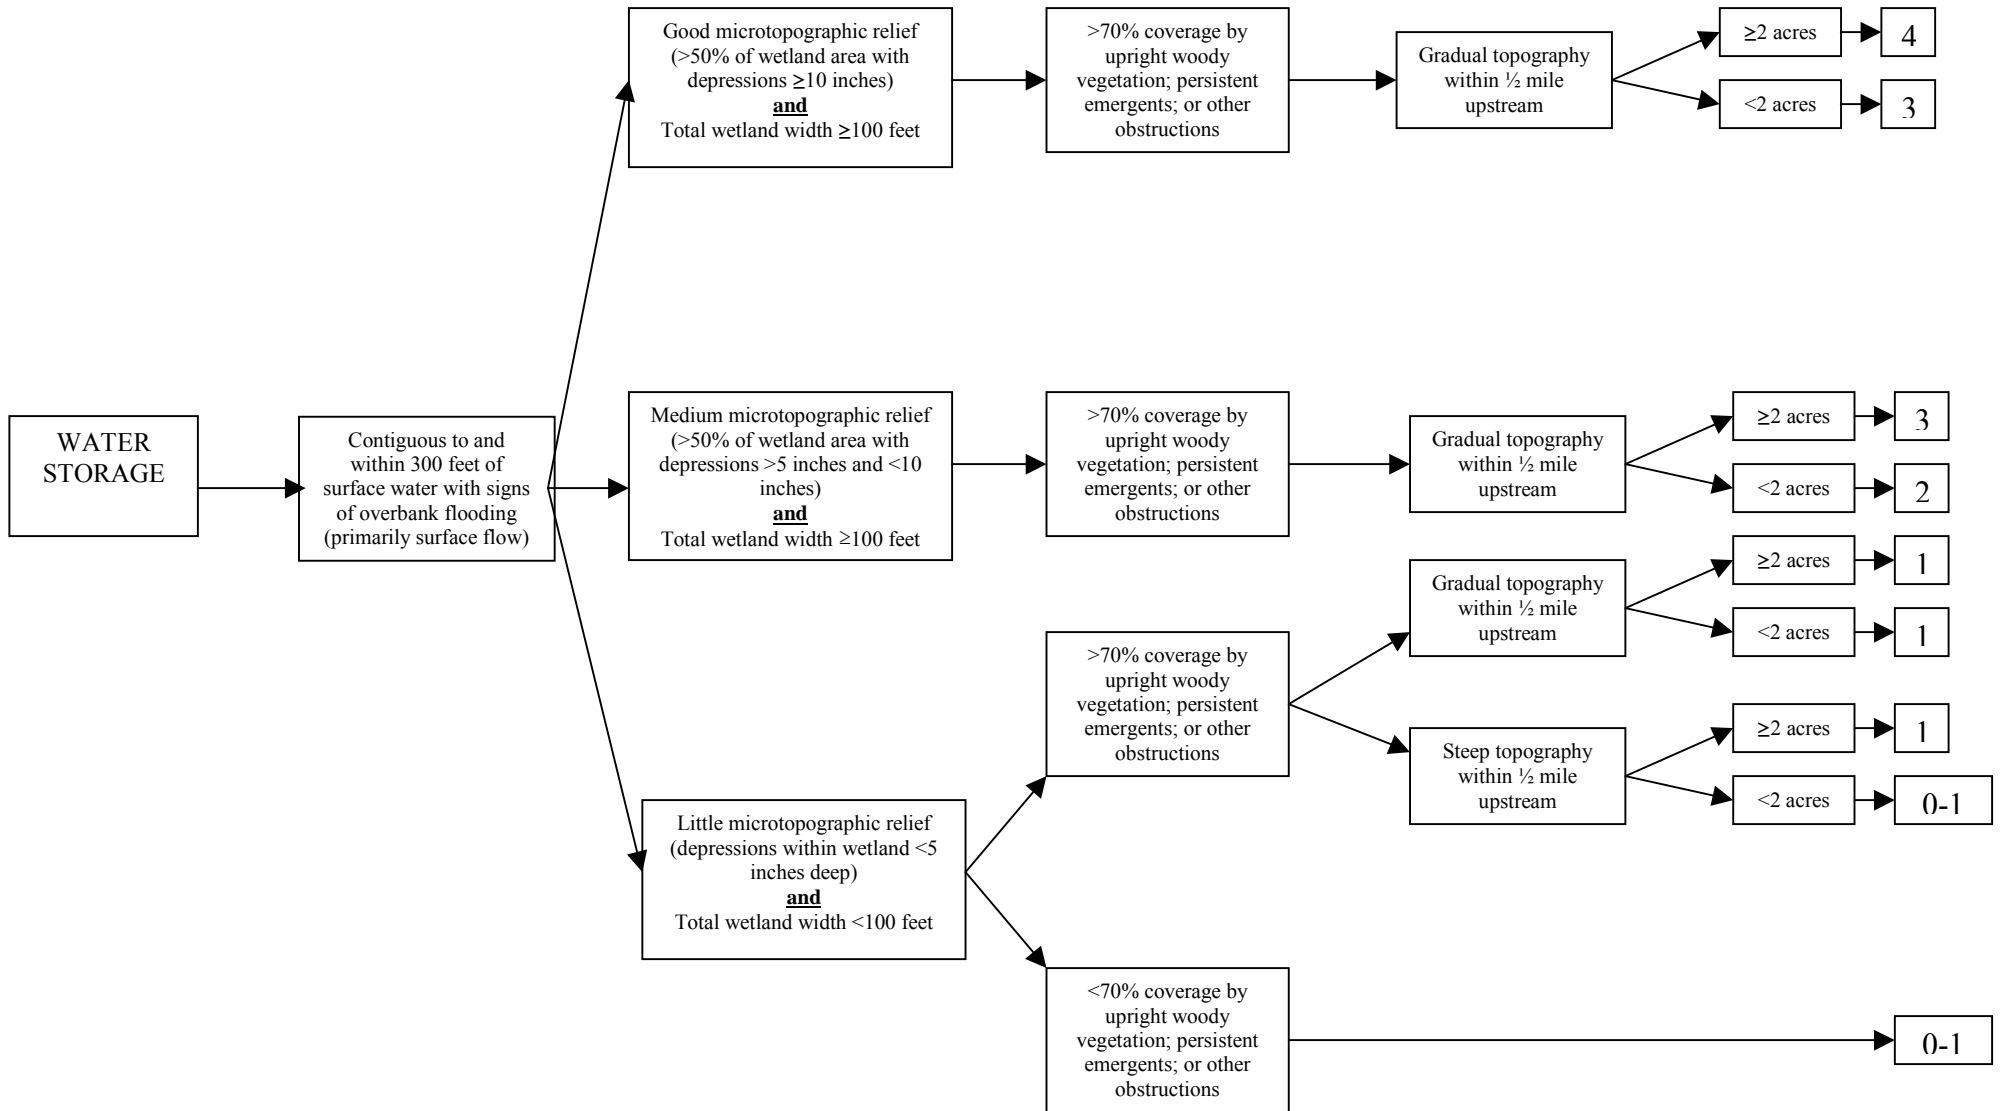 WATER
STORAGE
Contiguous to and
within 300 feet of
surface water with signs
of overbank flooding
(primarily surface flow)
Good microtopographic relief
(>50% of wetland area with
depressions ≥10 inches)
and
Total wetland width ≥100 feet
>70% coverage by
upright woody
vegetation; persistent
emergents; or other
obstructions
Gradual topography
within ½ mile
upstream
≥2 acres
4
<2 acres
3
Medium microtopographic relief
(>50% of wetland area with
depressions >5 inches and <10
inches)
and
Total wetland width ≥100 feet
>70% coverage by
upright woody
vegetation; persistent
emergents; or other
obstructions
Gradual topography
within ½ mile
upstream
≥2 acres
3
<2 acres
2
Little microtopographic relief
(depressions within wetland <5
inches deep)
and
Total wetland width <100 feet
>70% coverage by
upright woody
vegetation; persistent
emergents; or other
obstructions
Gradual topography
within ½ mile
upstream
≥2 acres
1
<2 acres
1
Steep topography
within ½ mile
upstream
≥2 acres
1
<2 acres
0-1
<70% coverage by
upright woody
vegetation; persistent
emergents; or other
obstructions
0-1